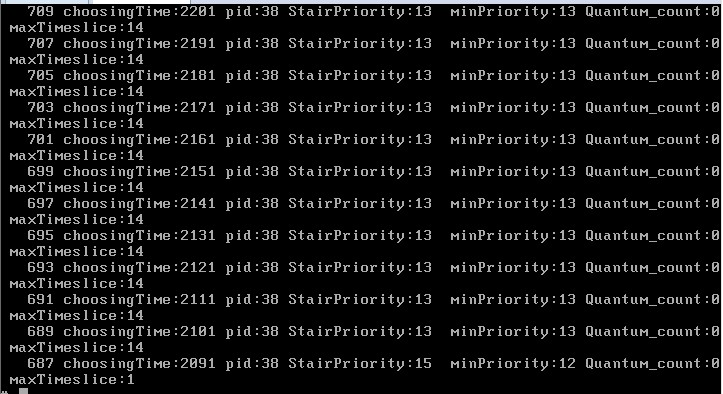 709 choosingTime:2201 pid:38 StairPriority:13 minPriority:13 Quantum_count:0
maxTimeslice:14
707 choosingTime:2191 pid:38 StairPriority:13 minPriority:13 Quantum_count:0
maxTimeslice:14
705 choosingTime:2181 pid:38 StairPriority:13 minPriority:13 Quantum_count:0
maxTimeslice:14
703 choosingTime:2171 pid:38 StairPriority:13 minPriority:13 Quantum_count:0
maxTimeslice:14
701 choosingTime:2161 pid:38 StairPriority:13 minPriority:13 Quantum_count:0
maxTimeslice:14
699 choosingTime:2151 pid:38 StairPriority:13 minPriority:13 Quantum_count:0
maxTimeslice:14
697 choosingTime:2141 pid:38 StairPriority:13 minPriority:13 Quantum_count:0
maxTimeslice:14
695 choosingTime:2131 pid:38 StairPriority:13 minPriority:13 Quantum_count:0
maxTimeslice:14
693 choosingTime:2121 pid:38 StairPriority:13 minPriority:13 Quantum_count:0
maxTimeslice:14
691 choosingTime:2111 pid:38 StairPriority:13 minPriority:13 Quantum_count:0
maxTimeslice:14
689 choosingTime:2101 pid:38 StairPriority:13 minPriority:13 Quantum_count:0
maxTimeslice:14
687 choosingTime:2091 pid:38 StairPriority:15 minPriority:12 Quantum_count:0
maxTimeslice:1